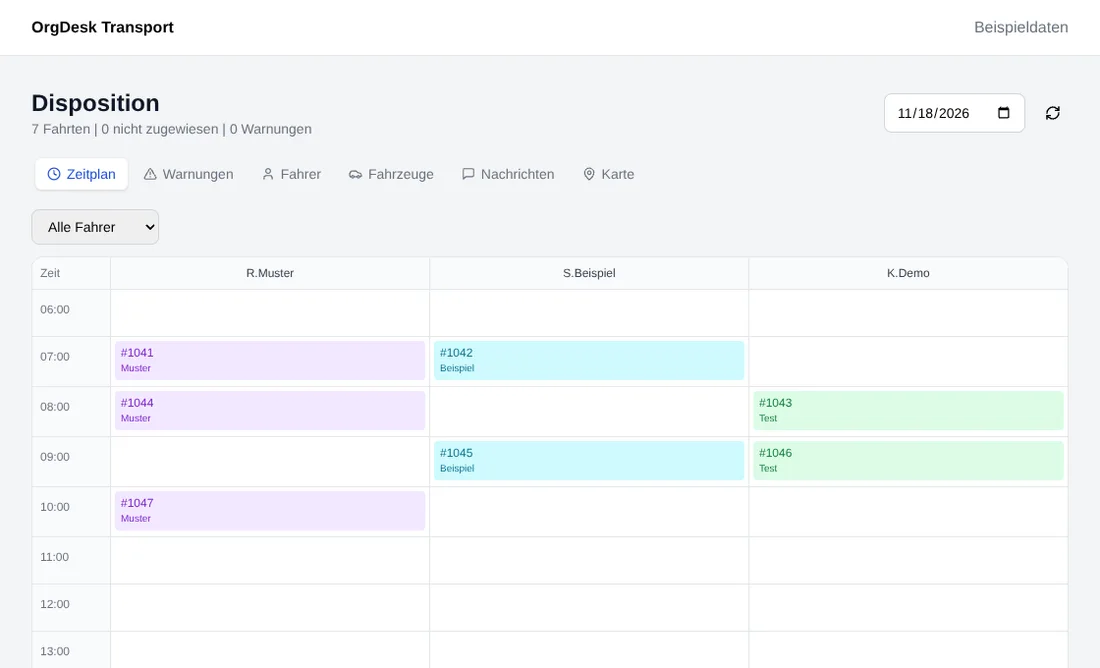 OrgDesk Transport
Beispieldaten
Disposition
7 Fahrten | 0 nicht zugewiesen | 0 Warnungen
11/18/2026
Zeitplan Warnungen Fahrer Fahrzeuge Nachrichten Karte
Alle Fahrer
Zeit R.Muster S.Beispiel K.Demo
06:00
07:00 #1041 #1042
Muster Beispiel
08:00 #1044 #1043
Muster Test
09:00 #1045 #1046
Beispiel Test
10:00 #1047
Muster
11:00
12:00
13:00